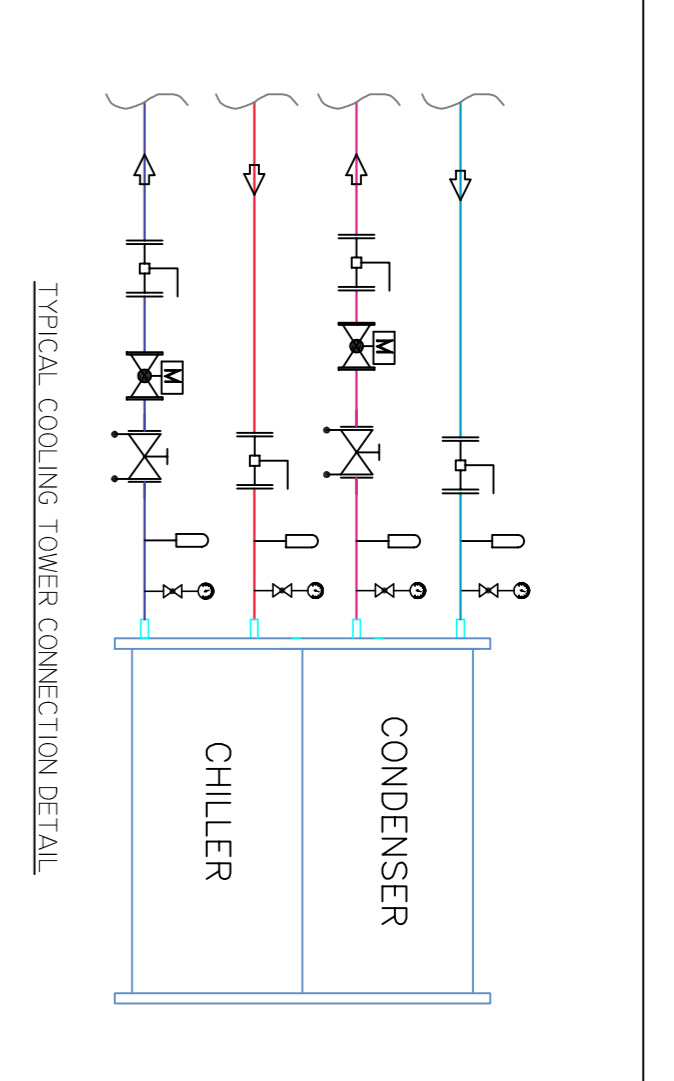 CONDENSER
CHILLER
M
M
TYPICAL COOLING TOWER CONNECTION DETAIL